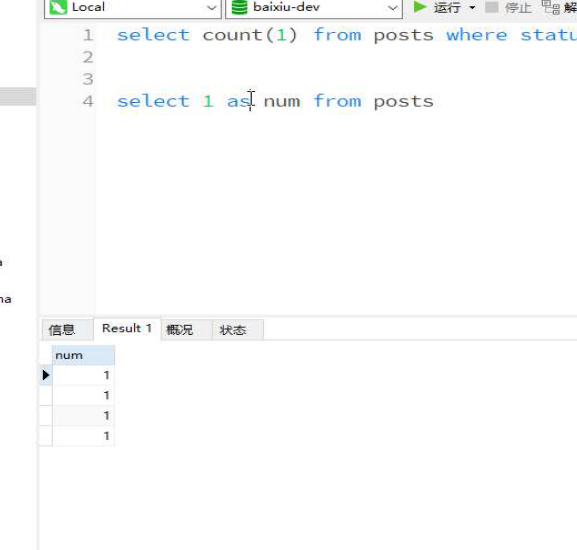 Local baixiu-dev 运行 停止 解
1 select count(1) from posts where statu
2
3
4 select 1 as num from posts
a
na
信息 Result 1 概况 状态
num
1
1
1
1